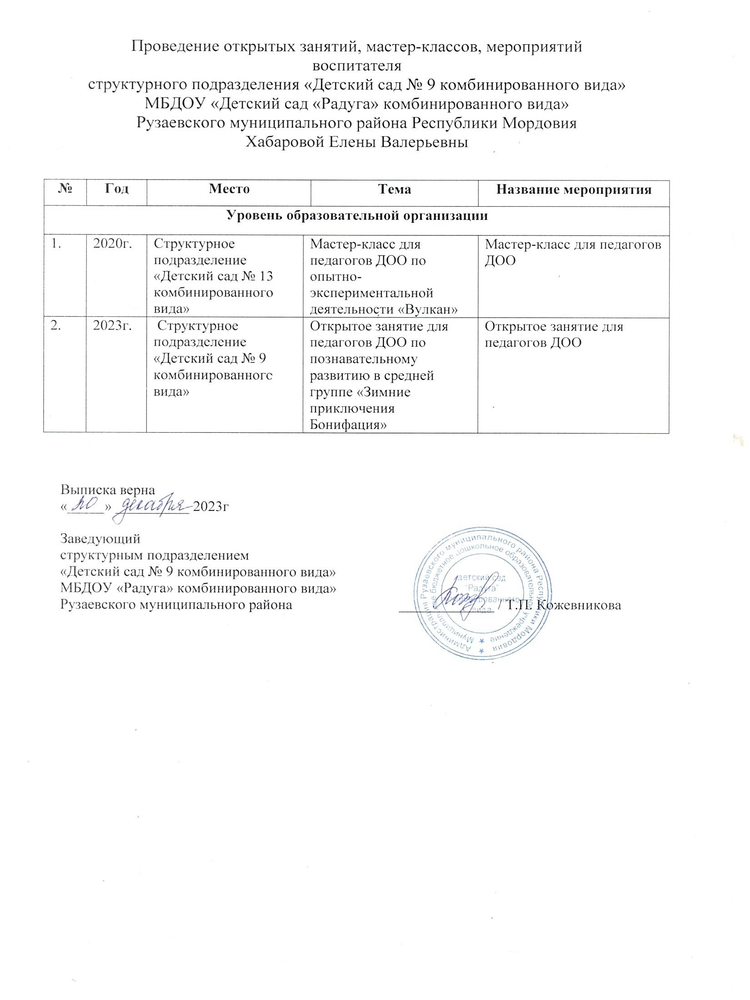 Проведение открытых занятий, мастер-классов, мероприятий
воспитателя
структурного подразделения «Детский сад № 9 комбинированного вида»
МБДОУ «Детский сад «Радуга» комбинированного вида»
Рузаевского муниципального района Республики Мордовия
Хабаровой Елены Валерьевны
№ Год Место Тема Название мероприятия
Уровень образовательной организации
1. 2020г. Структурное Мастер-класс для Мастер-класс для педагогов
подразделение педагогов ДОО по ДОО
«Детский сад № 13 опытно-
комбинированного экспериментальной
вида» деятельности «Вулкан»
2. 2023г. Структурное Открытое занятие для Открытое занятие для
подразделение педагогов ДОО по педагогов ДОО
«Детский сад № 9 познавательному
комбинированногс развитию в средней
вида» группе «Зимние
приключения
Бонифация»
Выписка верна
«20» декабря 2023г
Заведующий
структурным подразделением
«Детский сад № 9 комбинированного вида»
МБДОУ «Радуга» комбинированного вида»
Рузаевского муниципального района / Т.П. Кожевникова
Администрация Рузаевского муниципального района Республики Мордовия
Муниципальное бюджетное дошкольное образовательное учреждение
детский сад
"Радуга"
комбинированного
вида